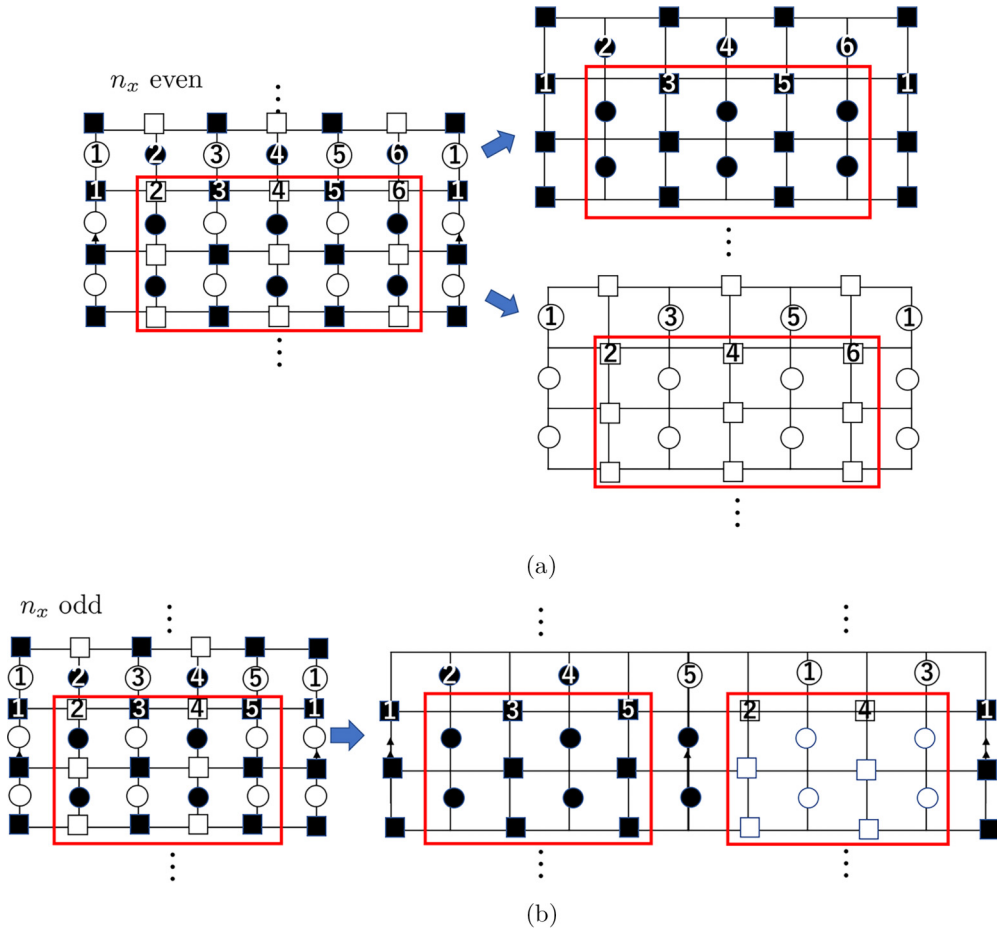 n_x even
2 4 6
1 3 5 1
1 2 3 4 5 6 1
1 2 3 4 5 6 1
1 3 5 1
2 4 6
(a)
n_x odd
1 2 3 4 5 1
1 2 3 4 5 1
2 4 5 1 3
1 3 5 2 4 1
(b)